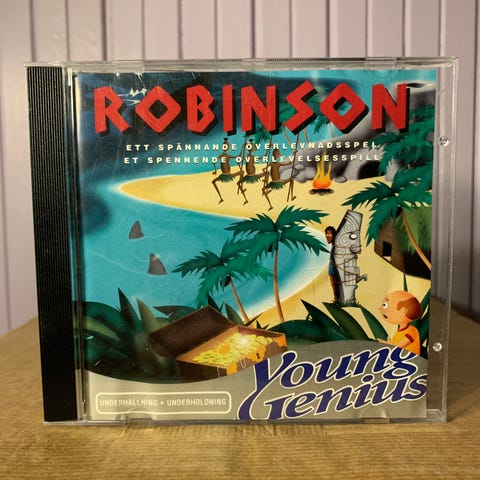 ROBINSON
ETT SPÄNNANDE ÖVERLEVNADSSPEL
ET SPENNENDE OVERLEVELSESSPILL
Young
Genius
UNDERHÅLLNING • UNDERHOLDNING